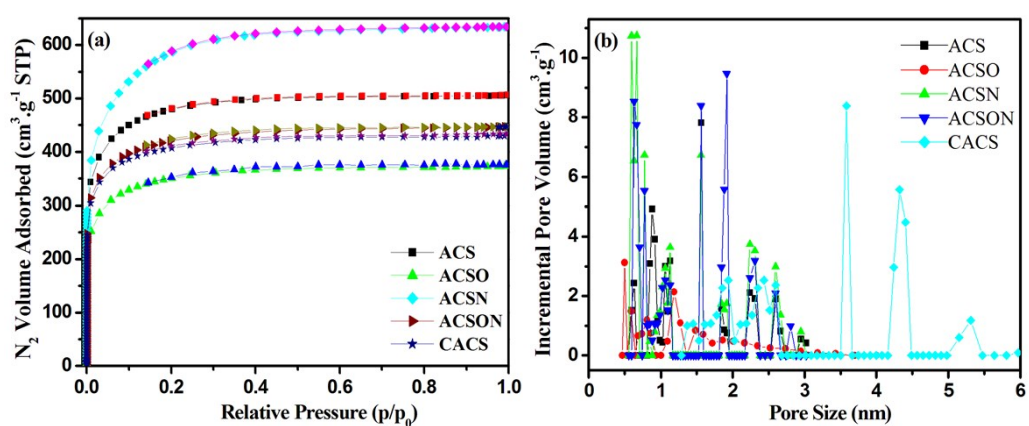 (a)
600
500
400
300
200
100
0
N₂ Volume Adsorbed (cm³.g⁻¹ STP)
ACS
ACSO
ACSN
ACSON
CACS
0.0 0.2 0.4 0.6 0.8 1.0
Relative Pressure (p/p₀)
(b)
10
8
6
4
2
0
Incremental Pore Volume (cm³.g⁻¹)
ACS
ACSO
ACSN
ACSON
CACS
0 1 2 3 4 5 6
Pore Size (nm)